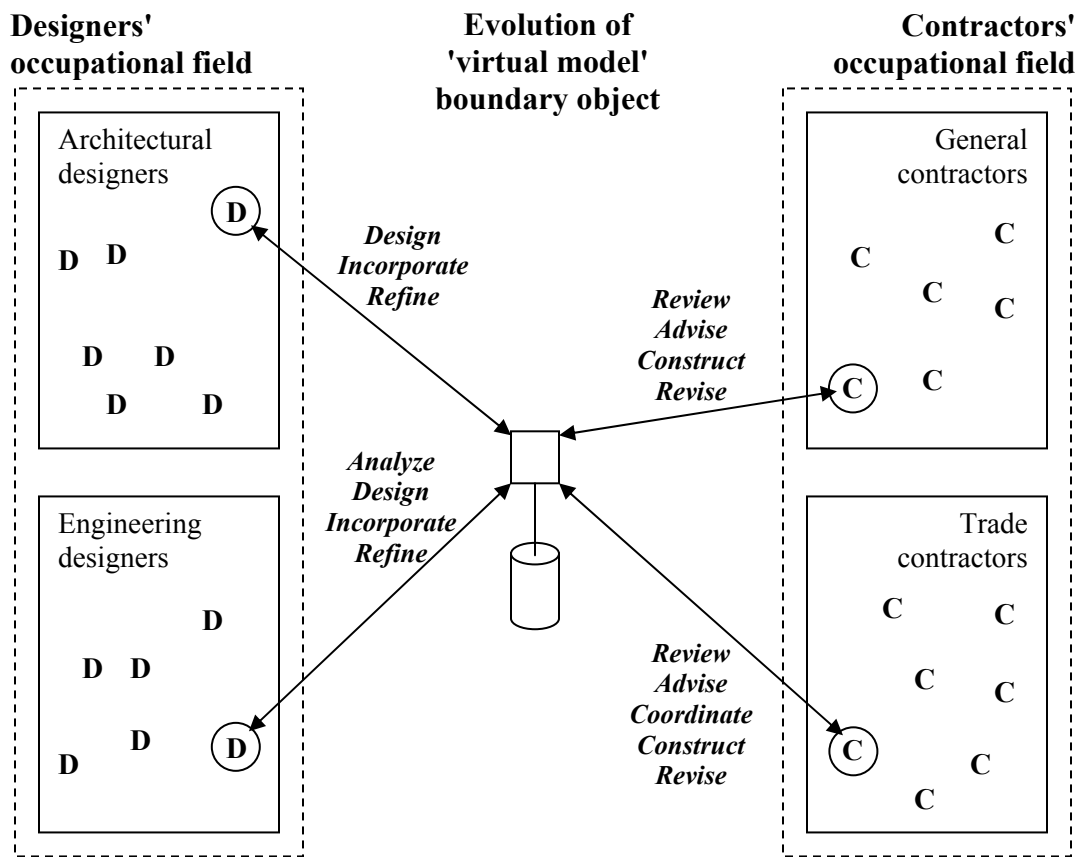 Designers'
occupational field
Evolution of
'virtual model'
boundary object
Contractors'
occupational field
Architectural
designers
D
D D
D D
D D
Design
Incorporate
Refine
Engineering
designers
D
D D
D
D
D
Analyze
Design
Incorporate
Refine
General
contractors
C
C
C
C
C
C
Review
Advise
Construct
Revise
Trade
contractors
C C
C
C
C
C
C
Review
Advise
Coordinate
Construct
Revise